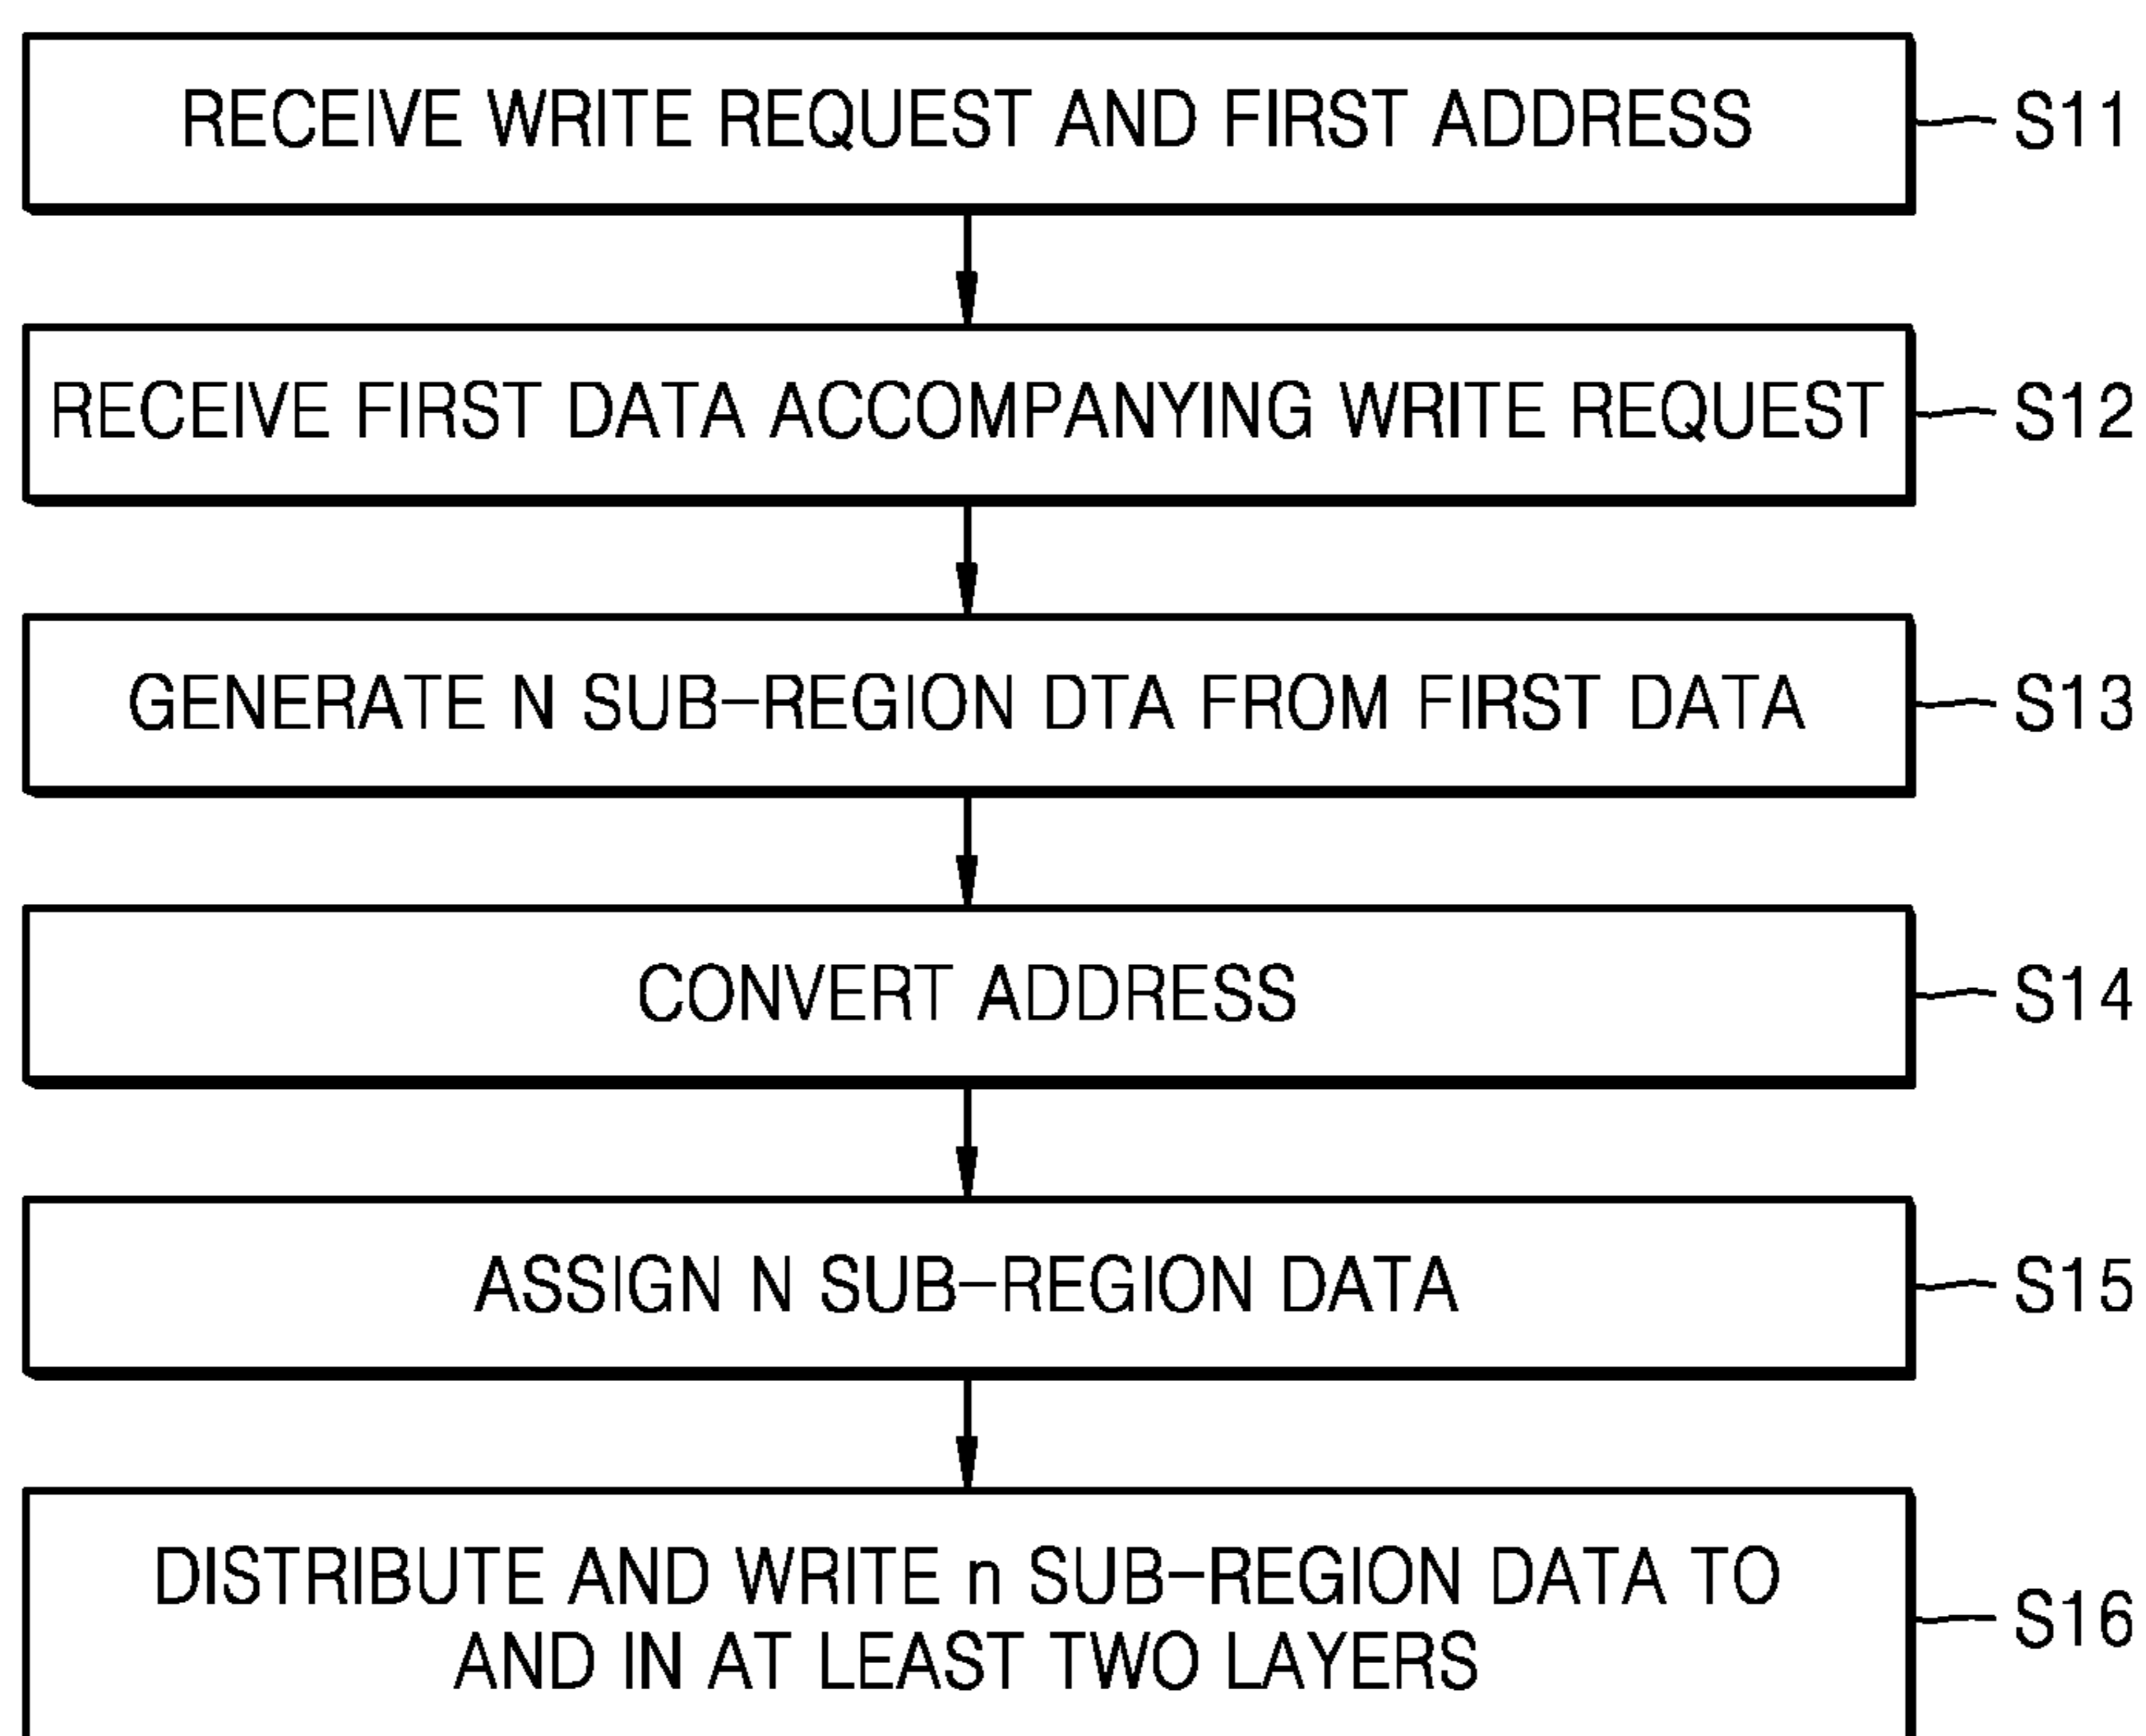 RECEIVE WRITE REQUEST AND FIRST ADDRESS
S11
RECEIVE FIRST DATA ACCOMPANYING WRITE REQUEST
S12
GENERATE N SUB-REGION DTA FROM FIRST DATA
S13
CONVERT ADDRESS
S14
ASSIGN N SUB-REGION DATA
S15
DISTRIBUTE AND WRITE n SUB-REGION DATA TO
AND IN AT LEAST TWO LAYERS
S16